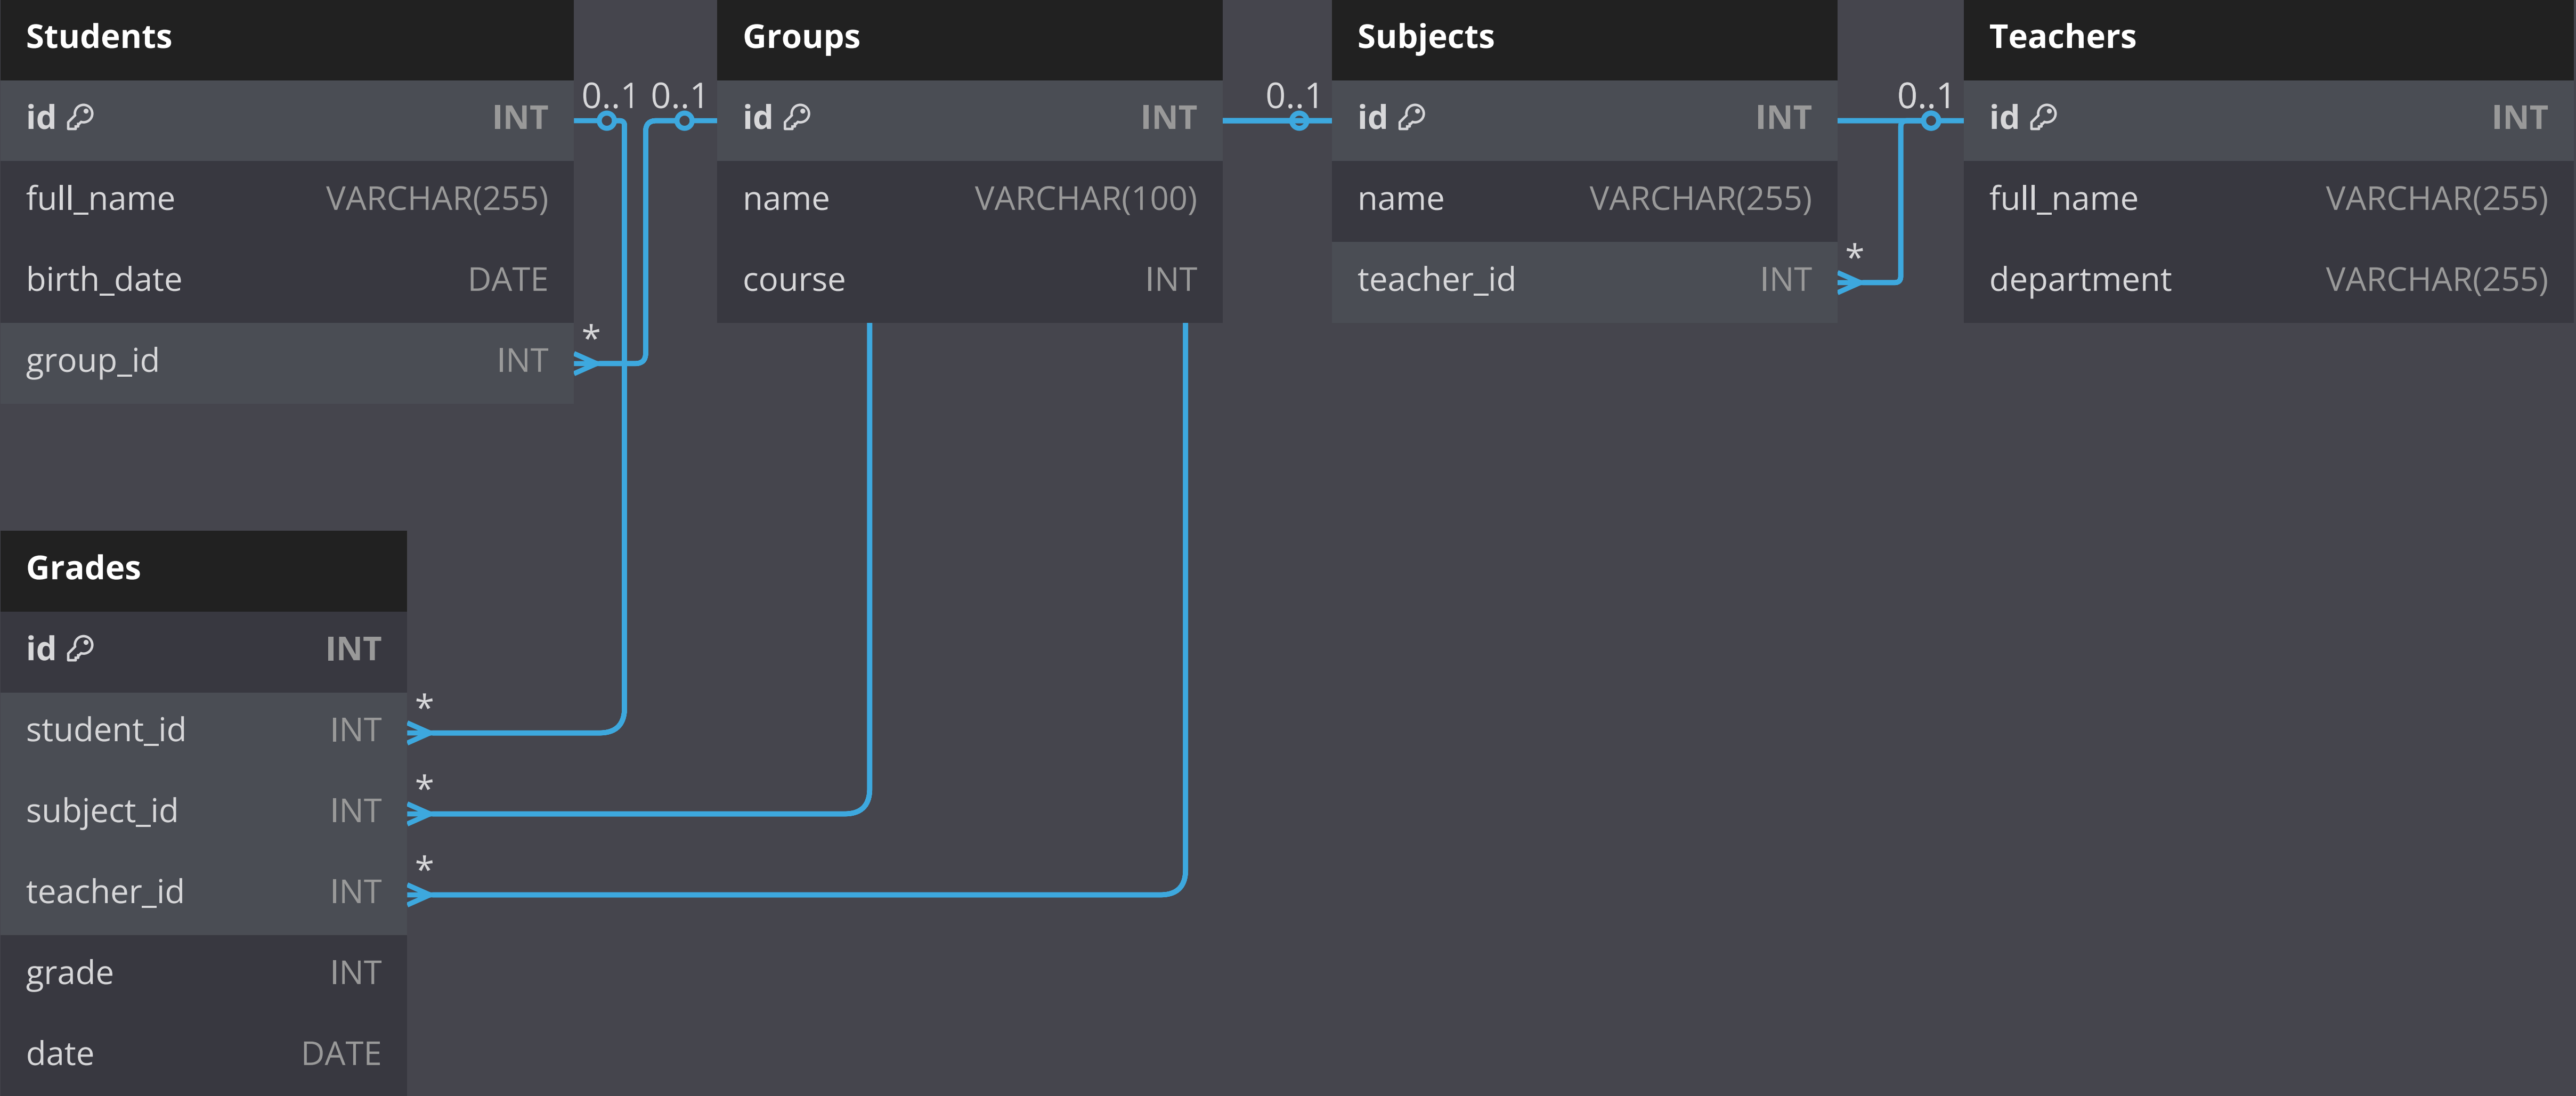 Students
id INT
full_name VARCHAR(255)
birth_date DATE
group_id INT
0..1
*
0..1
Groups
id INT
name VARCHAR(100)
course INT
0..1
Subjects
id INT
name VARCHAR(255)
teacher_id INT
*
0..1
Teachers
id INT
full_name VARCHAR(255)
department VARCHAR(255)
Grades
id INT
student_id INT *
subject_id INT *
teacher_id INT *
grade INT
date DATE